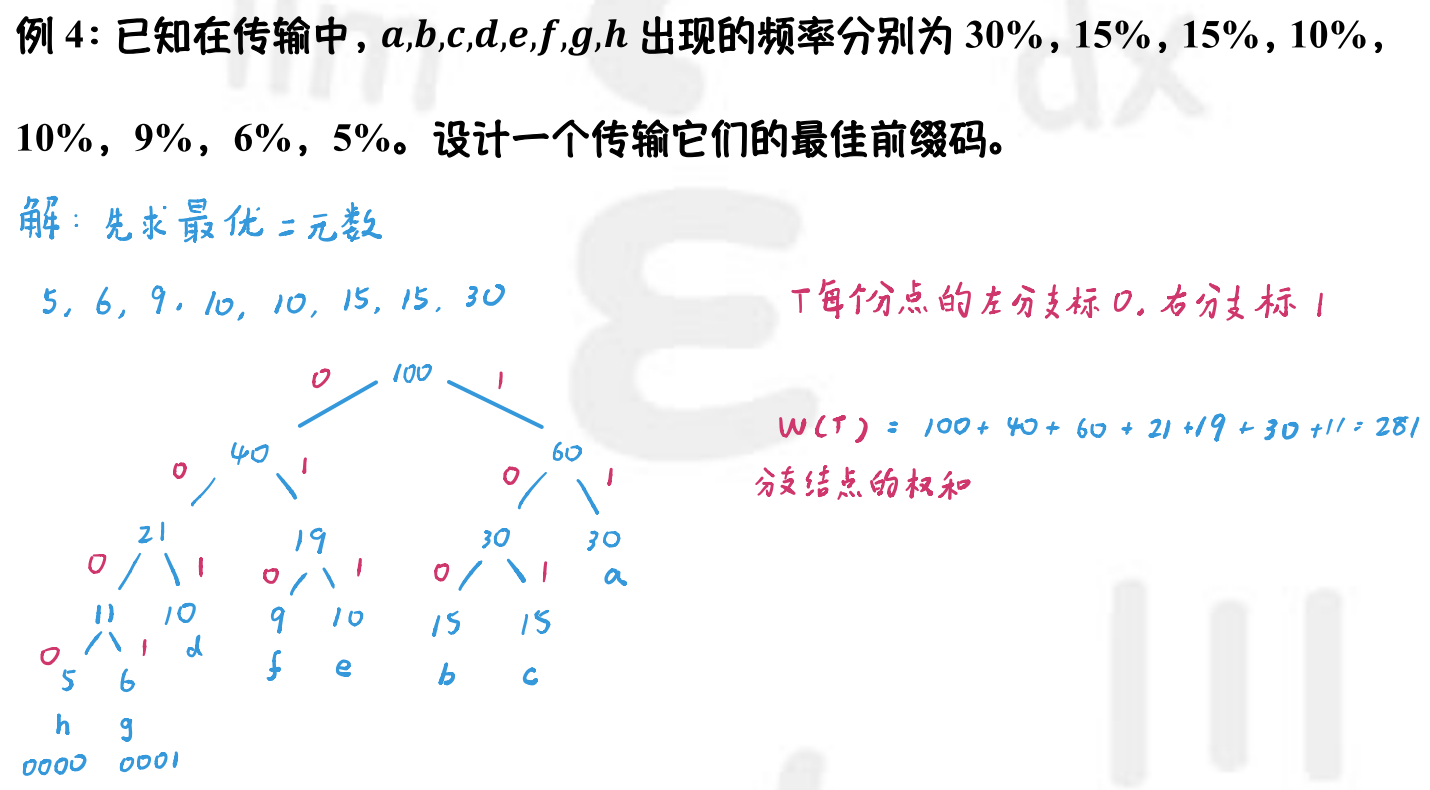 例 4：已知在传输中，a,b,c,d,e,f,g,h 出现的频率分别为 30%，15%，15%，10%，
10%，9%，6%，5%。设计一个传输它们的最佳前缀码。
解：先求最优二元数
5, 6, 9, 10, 10, 15, 15, 30
T每个分点的左分支标 0. 右分支标 1
0 100 1
W(T) = 100 + 40 + 60 + 21 + 19 + 30 + 11 = 281
0 40 1 0 60 1
分支结点的权和
21 19 30 30
0 1 0 1 0 1 a
11 10 9 10 15 15
0 1 d f e b c
5 6
h g
0000 0001
lim ε dx